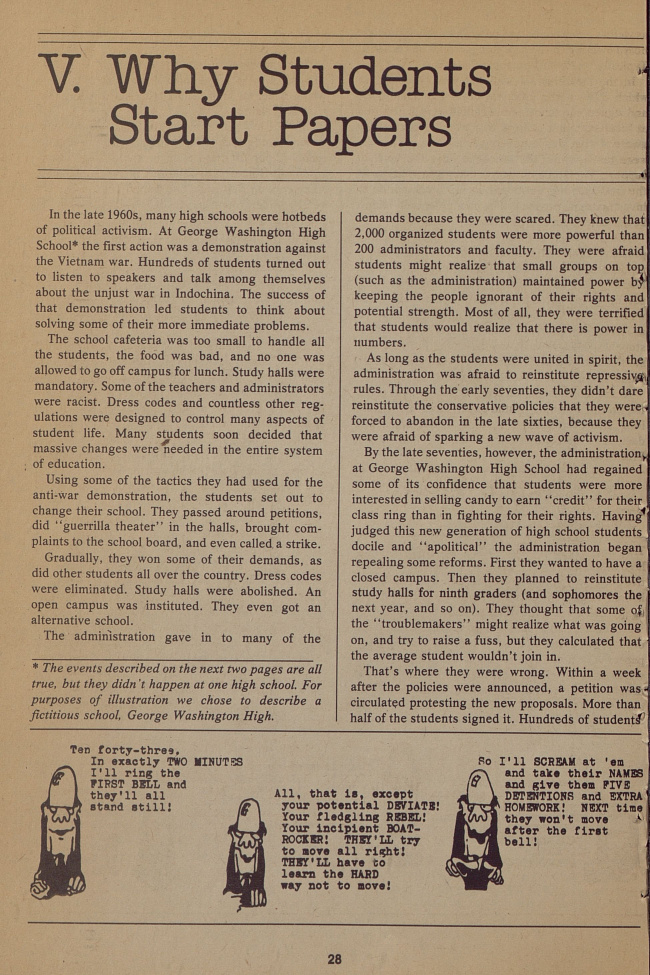 V. Why Students
Start Papers
In the late 1960s, many high schools were hotbeds
of political activism. At George Washington High
School* the first action was a demonstration against
the Vietnam war. Hundreds of students turned out
to listen to speakers and talk among themselves
about the unjust war in Indochina. The success of
that demonstration led students to think about
solving some of their more immediate problems.
The school cafeteria was too small to handle all
the students, the food was bad, and no one was
allowed to go off campus for lunch. Study halls were
mandatory. Some of the teachers and administrators
were racist. Dress codes and countless other reg-
ulations were designed to control many aspects of
student life. Many students soon decided that
massive changes were needed in the entire system
of education.
Using some of the tactics they had used for the
anti-war demonstration, the students set out to
change their school. They passed around petitions,
did "guerrilla theater" in the halls, brought com-
plaints to the school board, and even called a strike.
Gradually, they won some of their demands, as
did other students all over the country. Dress codes
were eliminated. Study halls were abolished. An
open campus was instituted. They even got an
alternative school.
The administration gave in to many of the
* The events described on the next two pages are all
true, but they didn't happen at one high school. For
purposes of illustration we chose to describe a
fictitious school, George Washington High.
demands because they were scared. They knew that
2,000 organized students were more powerful than
200 administrators and faculty. They were afraid
students might realize that small groups on top
(such as the administration) maintained power by
keeping the people ignorant of their rights and
potential strength. Most of all, they were terrified
that students would realize that there is power in
numbers.
As long as the students were united in spirit, the
administration was afraid to reinstitute repressive
rules. Through the early seventies, they didn't dare
reinstitute the conservative policies that they were
forced to abandon in the late sixties, because they
were afraid of sparking a new wave of activism.
By the late seventies, however, the administration
at George Washington High School had regained
some of its confidence that students were more
interested in selling candy to earn "credit" for their
class ring than in fighting for their rights. Having
judged this new generation of high school students
docile and "apolitical" the administration began
repealing some reforms. First they wanted to have a
closed campus. Then they planned to reinstitute
study halls for ninth graders (and sophomores the
next year, and so on). They thought that some of
the "troublemakers" might realize what was going
on, and try to raise a fuss, but they calculated that
the average student wouldn't join in.
That's where they were wrong. Within a week
after the policies were announced, a petition was
circulated protesting the new proposals. More than
half of the students signed it. Hundreds of students
Ten forty-three.
In exactly TWO MINUTES
I'll ring the
FIRST BELL and
they'll all
stand still!
All, that is, except
your potential DEVIATE!
Your fledgling REBEL!
Your incipient BOAT-
ROCKER! THEY'LL try
to move all right!
THEY'LL have to
learn the HARD
way not to move!
So I'll SCREAM at 'em
and take their NAMES
and give them FIVE
DETENTIONS and EXTRA
HOMEWORK! NEXT time
they won't move
after the first
bell!
28